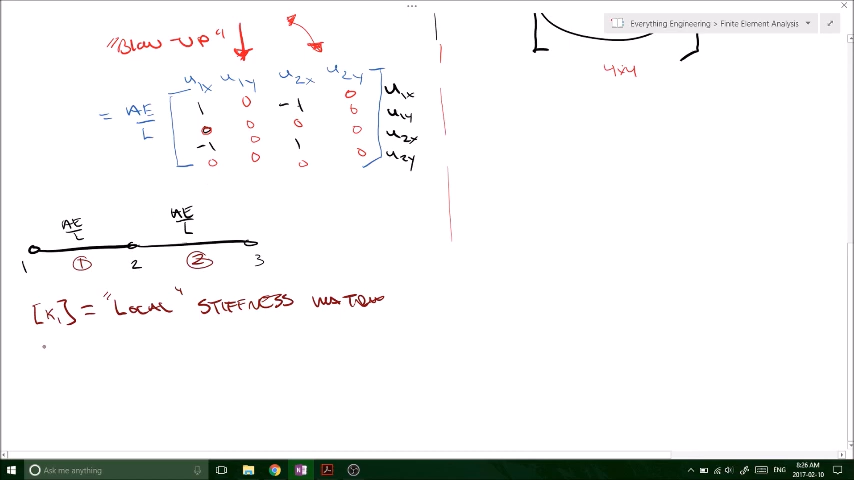 "BLOW-UP"
Everything Engineering > Finite Element Analysis
4x4
u1x u1y u2x u2y
= AE/L
1 0 -1 0 u1x
0 0 0 0 u1y
-1 0 1 0 u2x
0 0 0 0 u2y
AE/L AE/L
1 ① 2 ② 3
[K1] = "LOCAL" STIFFNESS MATRIX
Ask me anything
ENG
8:26 AM
2017-02-10